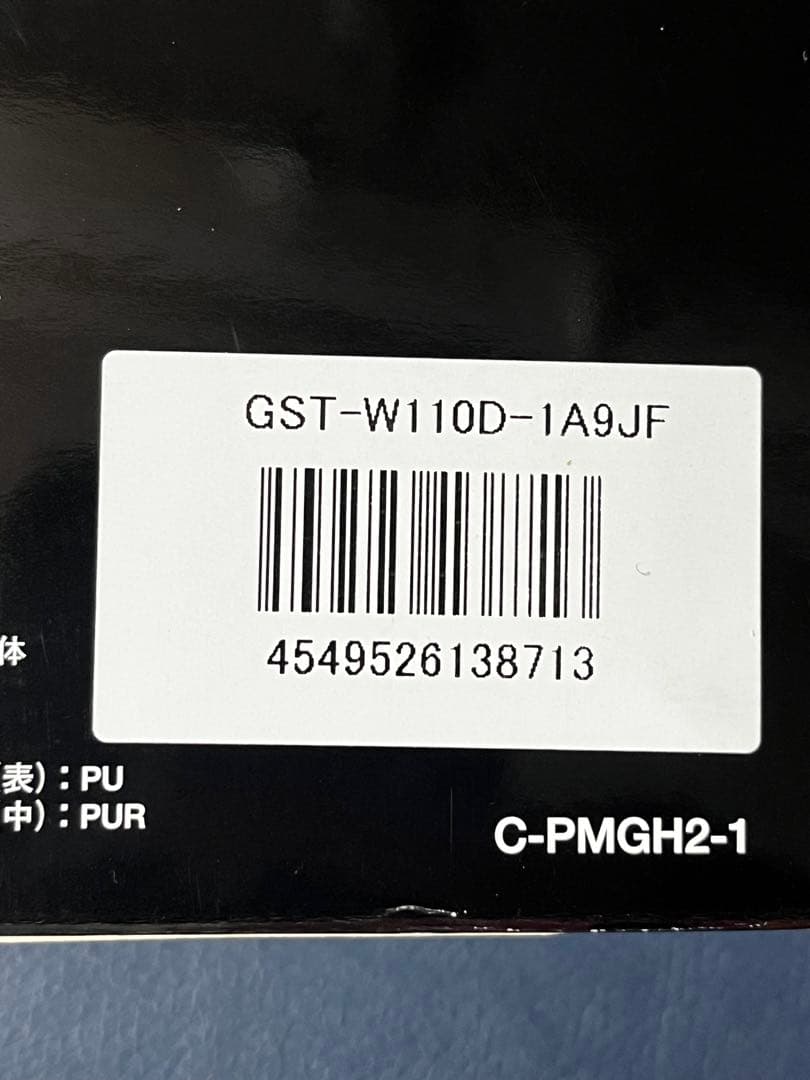 GST-W110D-1A9JF
4549526138713
体
表）：PU
中）：PUR
C-PMGH2-1